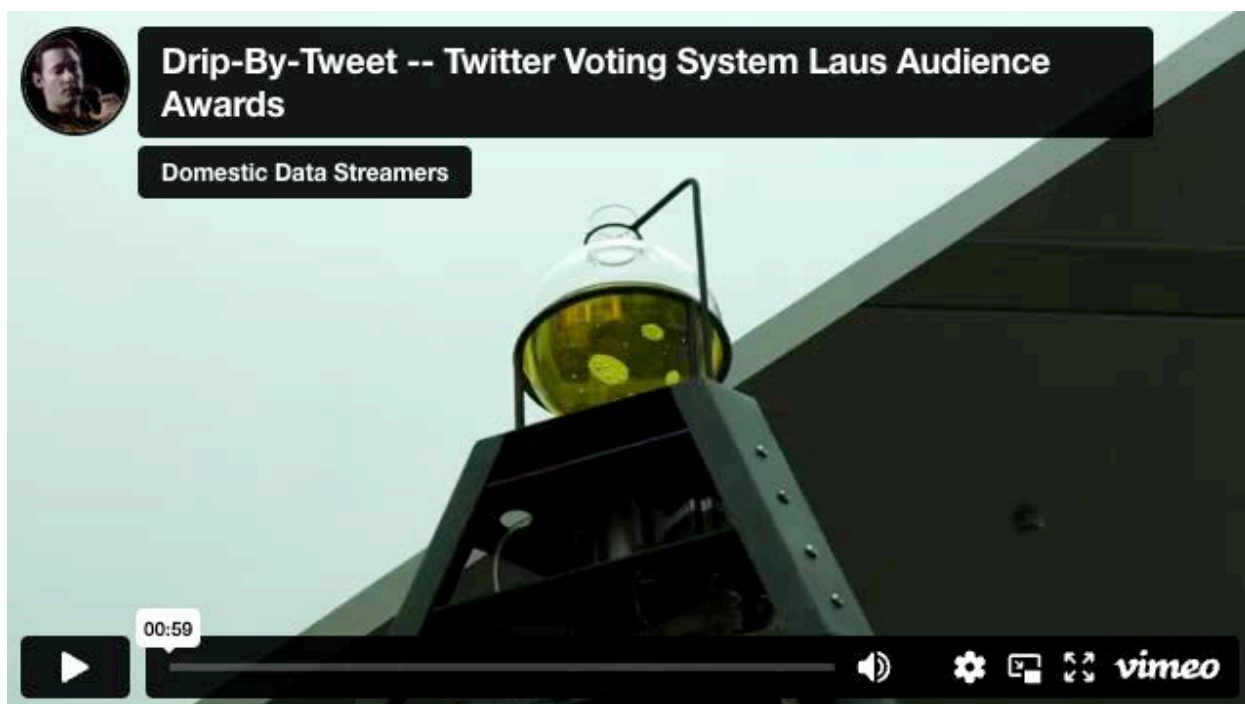 Drip-By-Tweet -- Twitter Voting System Laus Audience
Awards
Domestic Data Streamers
00:59
vimeo